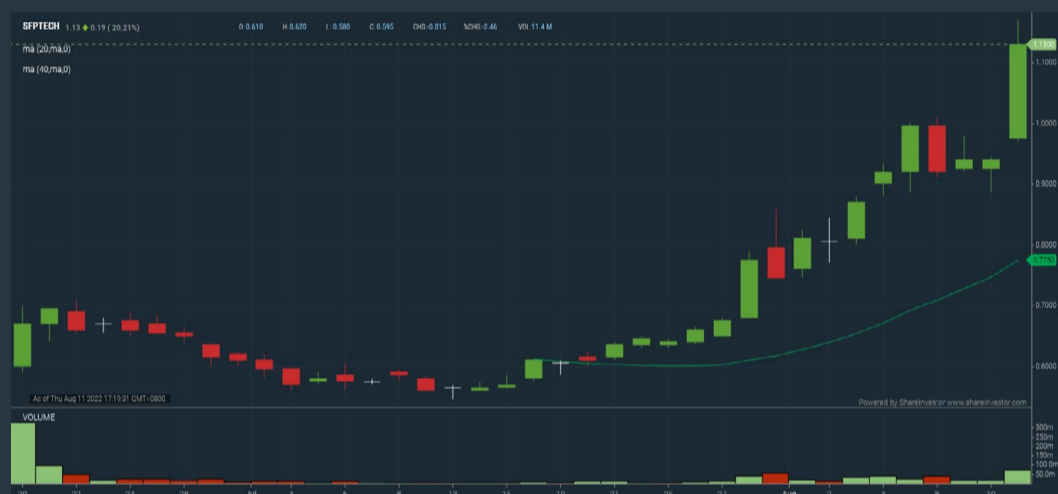 SFPTECH 1.13 0.19 ( 20.21%) O: 0.610 H: 0.620 L: 0.580 C: 0.595 CHG:-0.015 %CHG:-2.46 VOL:11.4 M
ma (20,ma,0)
ma (40,ma,0)
1.1300
1.1000
1.0000
0.9000
0.8000
0.7750
0.7000
0.6000
As of Thu Aug 11 2022 17:19:31 GMT+0800.
Powered by ShareInvestor www.shareinvestor.com
VOLUME
300m
250m
200m
150m
100.0m
50.0m